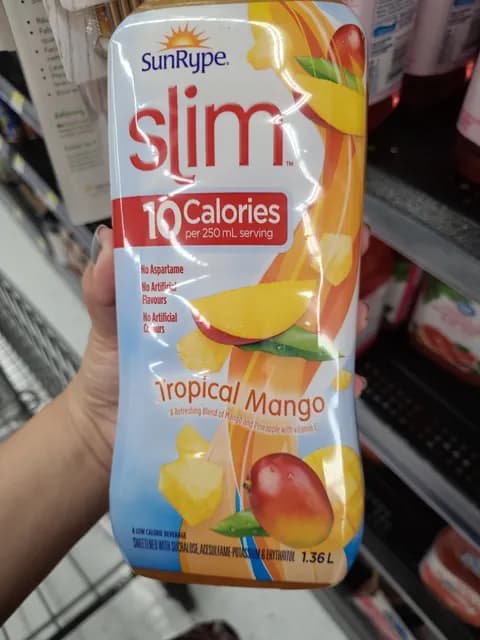 SunRype
slim™
10 Calories
per 250 mL serving
No Aspartame
No Artificial
Flavours
No Artificial
Colours
Tropical Mango
A Refreshing Blend of Mango and Pineapple with Vitamin C
A LOW CALORIE BEVERAGE
SWEETENED WITH SUCRALOSE, ACESULFAME-POTASSIUM & ERYTHRITOL 1.36 L